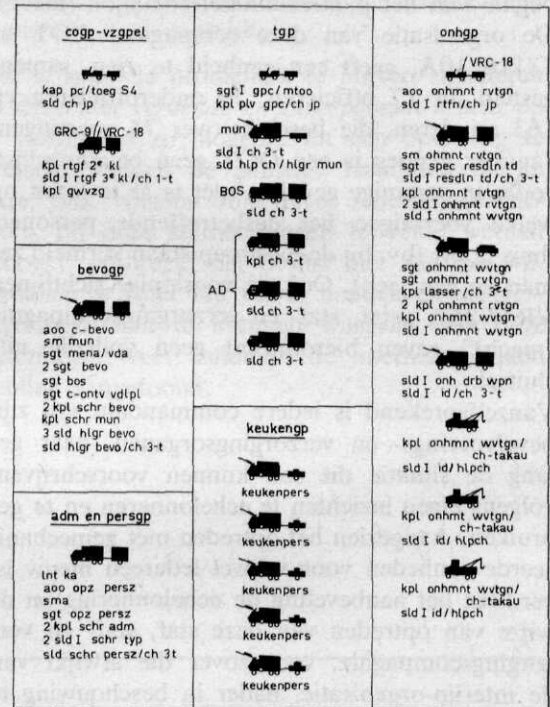 cogp-vzgpel
kap pc/toeg S4
sld ch jp
GRC-9/VRC-18
kpl rtgf 2e kl
sld I rtgf 3e kl/ch 1-t
kpl gwvzg
bevogp
aoo c-bevo
sm mun
sgt mena/vda
2 sgt bevo
sgt bos
sgt c-ontv vdlpl
2 kpl schr bevo
kpl schr mun
3 sld hlgr bevo
sld hlgr bevo/ch 3-t
adm en persgp
lnt ka
aoo opz persz
sma
sgt opz persz
2 kpl schr adm
2 sld I schr typ
sld schr persz/ch 3t
tgp
sgt I gpc/mtoo
kpl plv gpc/ch jp
mun
sld I ch 3-t
sld hlp ch/hlgr mun
BOS
sld ch 3-t
kpl ch 3-t
AD
sld ch 3-t
sld ch 3-t
keukengp
keukenpers
keukenpers
keukenpers
keukenpers
keukenpers
onhgp
VRC-18
aoo onhmt rvtgn
sld I rttfn/ch jp
sm onhmnt rvtgn
sgt spec resdln td
sld I resdln td/ch 3-t
kpl onhmnt rvtgn
2 sld I onhmnt rvtgn
kpl onhmnt wvtgn
sgt onhmnt wvtgn
sgt onhmnt rvtgn
kpl lasser/ch 3-t
2 kpl onhmnt rvtgn
kpl onhmnt wvtgn
sld I onhmnt wvtgn
sld I onh drb wpn
sld I id/ch 3-t
kpl onhmnt wvtgn/
ch-takau
sld I id/hlpch
kpl onhmnt wvtgn/
ch-takau
sld I id/hlpch
kpl onhmnt wvtgn/
ch-takau
sld I id/hlpch